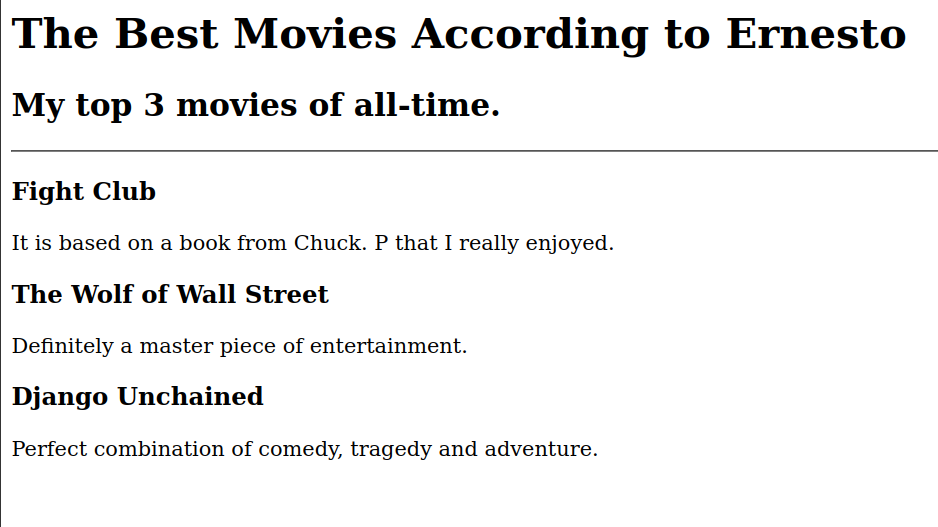 The Best Movies According to Ernesto
My top 3 movies of all-time.
Fight Club
It is based on a book from Chuck. P that I really enjoyed.
The Wolf of Wall Street
Definitely a master piece of entertainment.
Django Unchained
Perfect combination of comedy, tragedy and adventure.